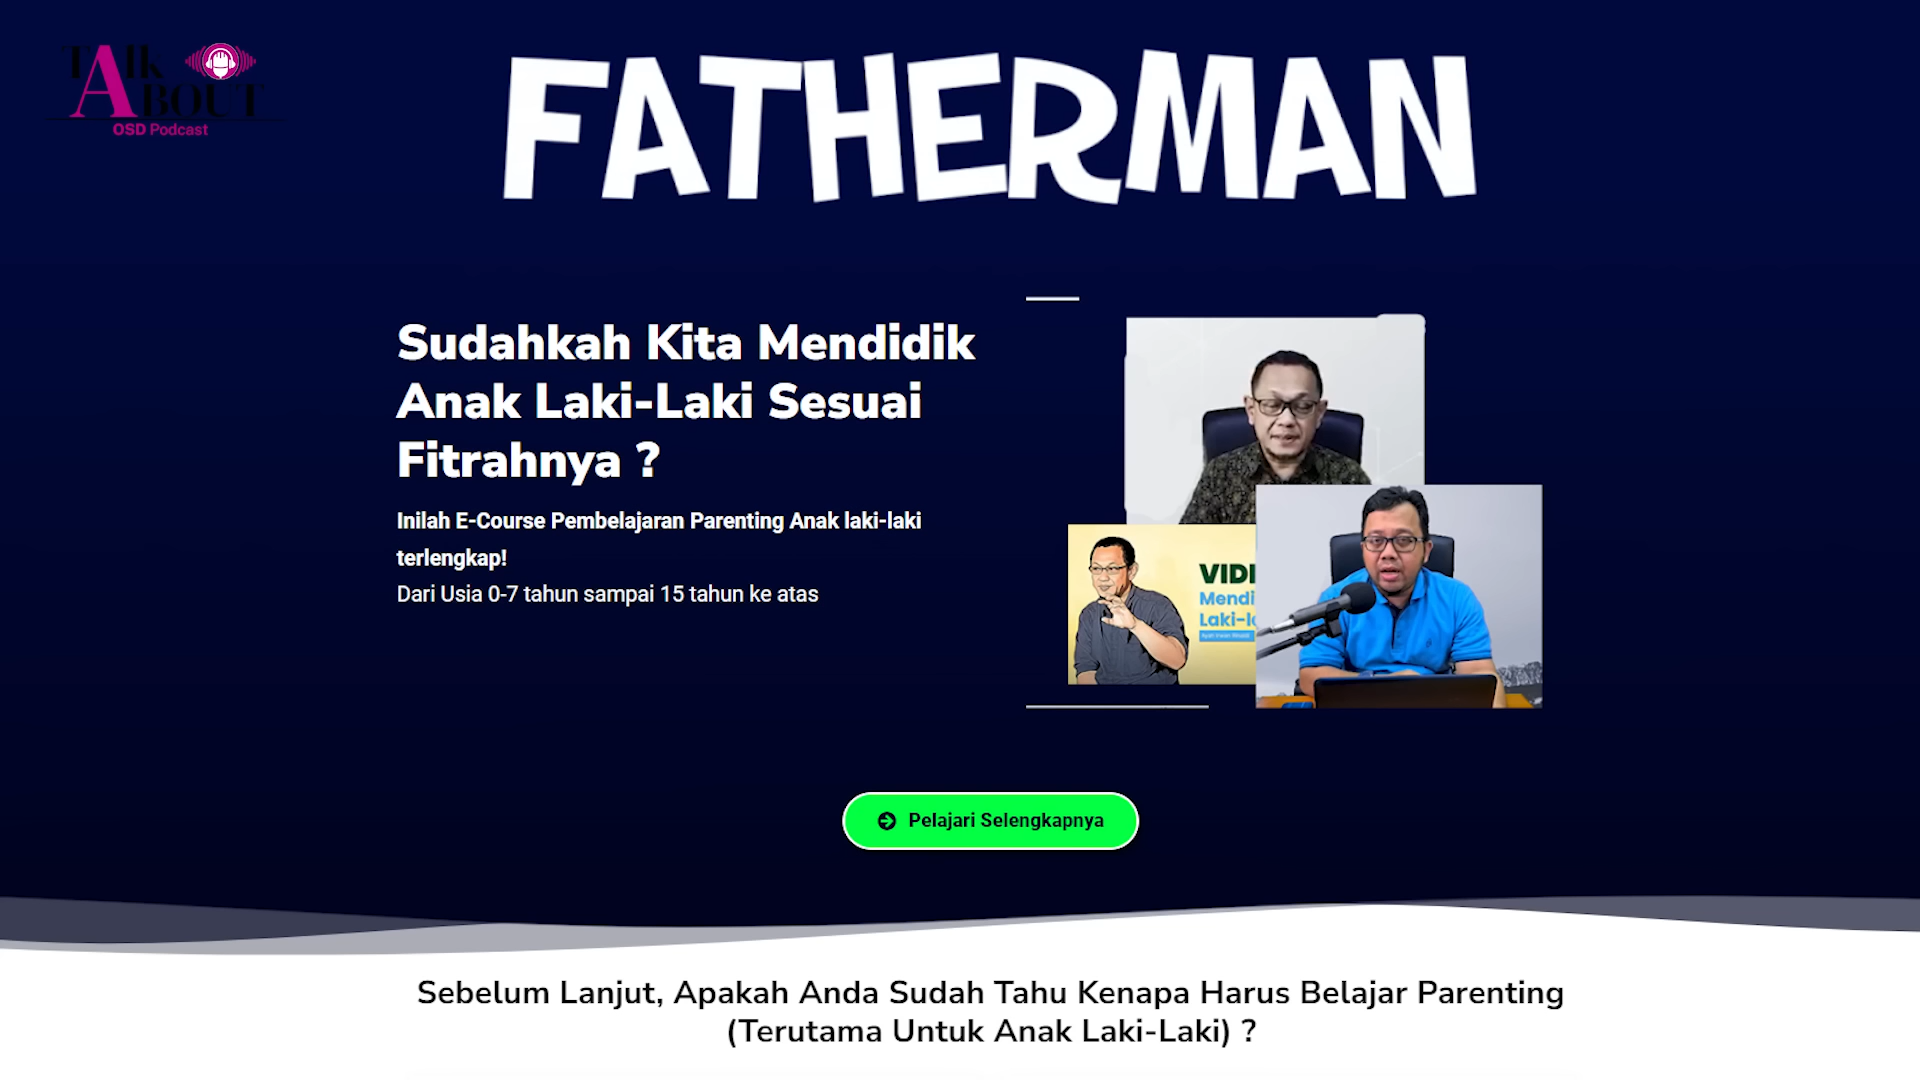 TAlk
ABOUT
OSD Podcast
FATHERMAN
Sudahkah Kita Mendidik
Anak Laki-Laki Sesuai
Fitrahnya ?
Inilah E-Course Pembelajaran Parenting Anak laki-laki
terlengkap!
Dari Usia 0-7 tahun sampai 15 tahun ke atas
Mendi
Pelajari Selengkapnya
Sebelum Lanjut, Apakah Anda Sudah Tahu Kenapa Harus Belajar Parenting
(Terutama Untuk Anak Laki-Laki) ?